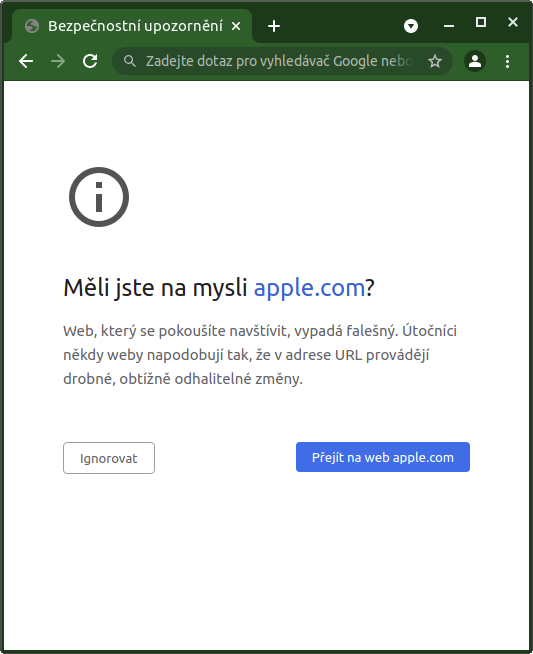 Bezpečnostní upozornění
Zadejte dotaz pro vyhledávač Google nebo
Měli jste na mysli apple.com?
Web, který se pokoušíte navštívit, vypadá falešný. Útočníci
někdy weby napodobují tak, že v adrese URL provádějí
drobné, obtížně odhalitelné změny.
Ignorovat
Přejít na web apple.com